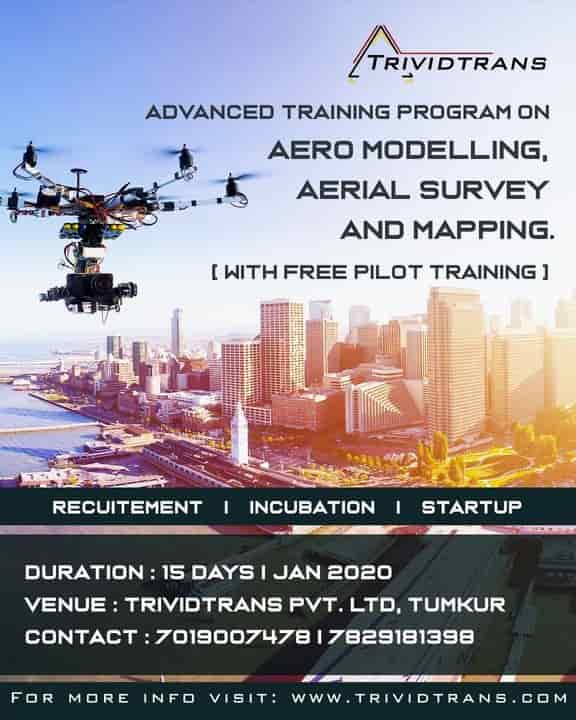 TRIVIDTRANS
ADVANCED TRAINING PROGRAM ON
AERO MODELLING,
AERIAL SURVEY
AND MAPPING.
[ WITH FREE PILOT TRAINING ]
RECUITEMENT | INCUBATION | STARTUP
DURATION : 15 DAYS | JAN 2020
VENUE : TRIVIDTRANS PVT. LTD, TUMKUR
CONTACT : 7019007478 | 7829181398
FOR MORE INFO VISIT: WWW.TRIVIDTRANS.COM